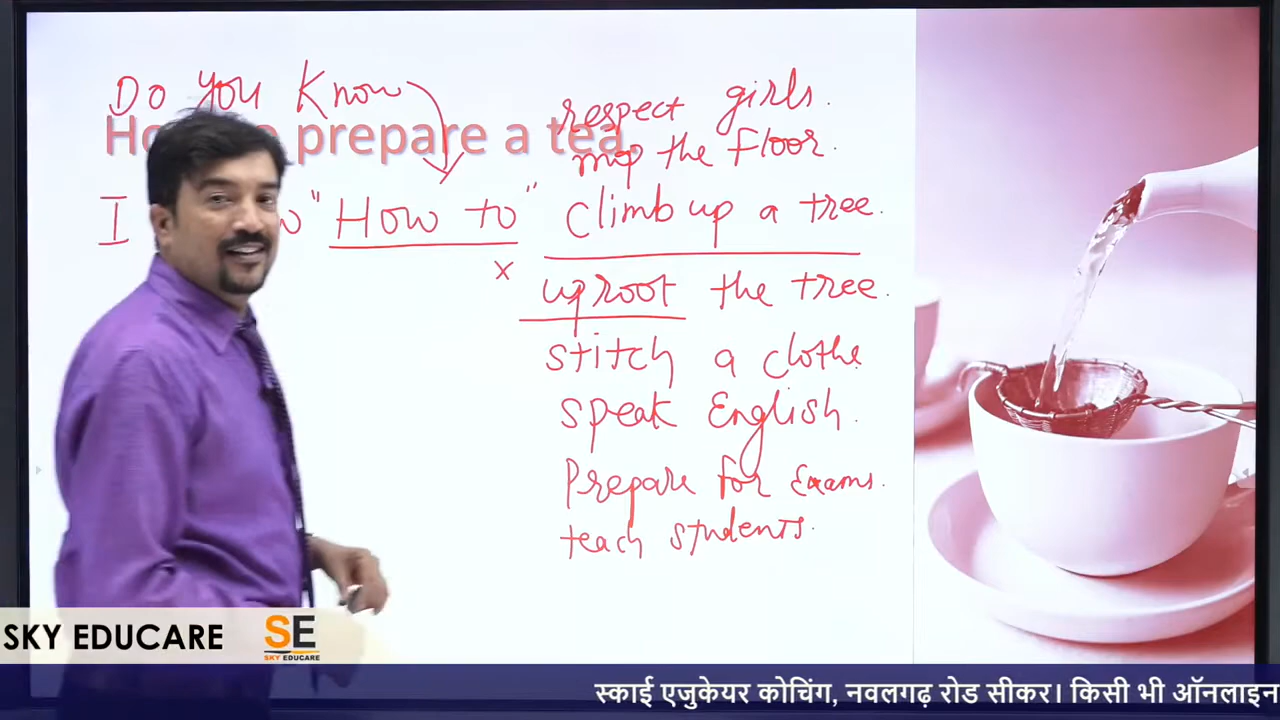 Do you Know
respect girls.
prepare a tea.
mop the floor.
I "How to" climb up a tree.
x uproot the tree.
stitch a clothe
speak English.
Prepare for Exams.
teach students.
SKY EDUCARE
SE
SKY EDUCARE
स्काई एजुकेयर कोचिंग, नवलगढ़ रोड सीकर। किसी भी ऑनलाइन